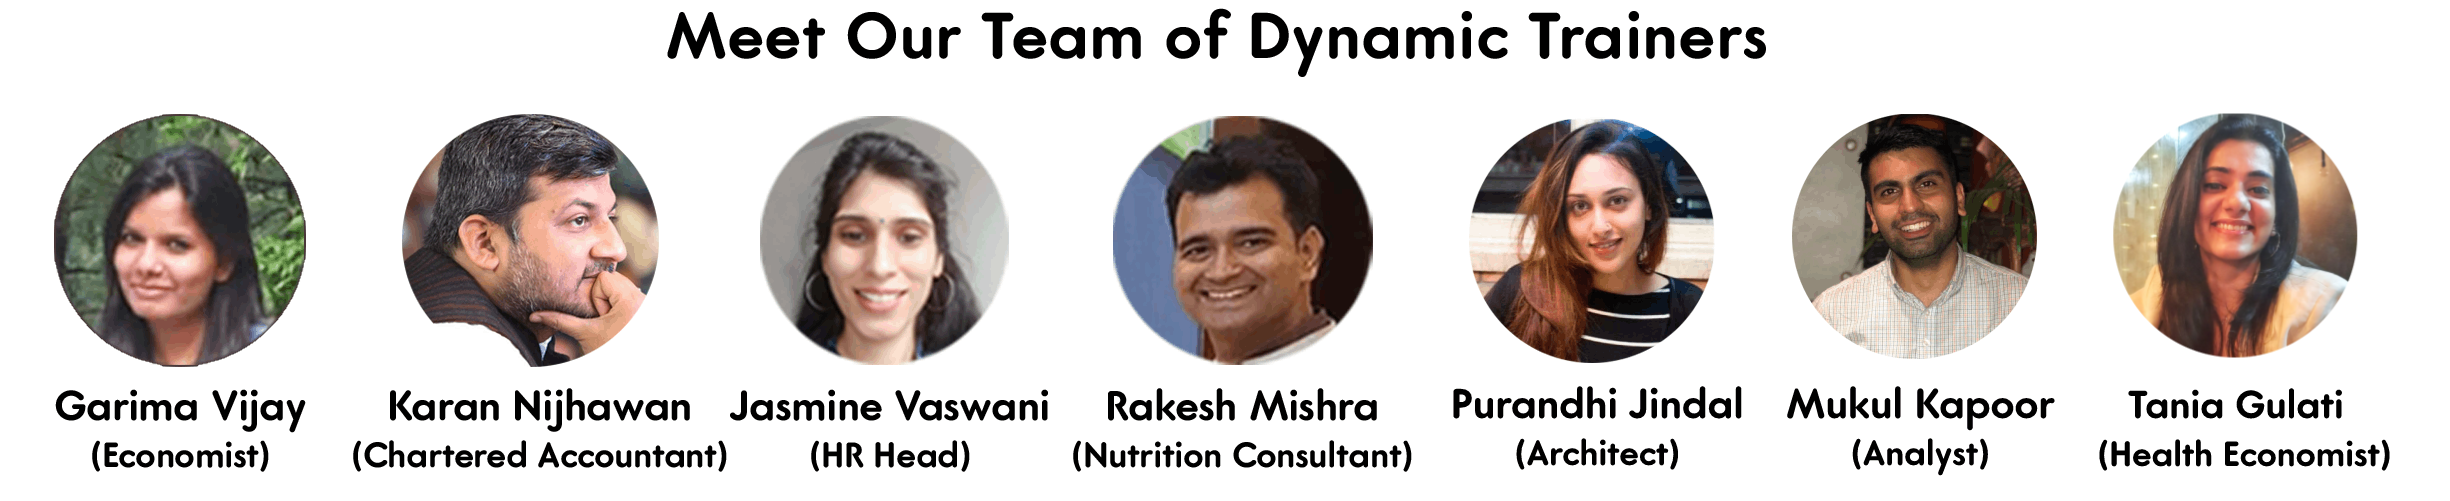 Meet Our Team of Dynamic Trainers
Garima Vijay
(Economist)
Karan Nijhawan
(Chartered Accountant)
Jasmine Vaswani
(HR Head)
Rakesh Mishra
(Nutrition Consultant)
Purandhi Jindal
(Architect)
Mukul Kapoor
(Analyst)
Tania Gulati
(Health Economist)